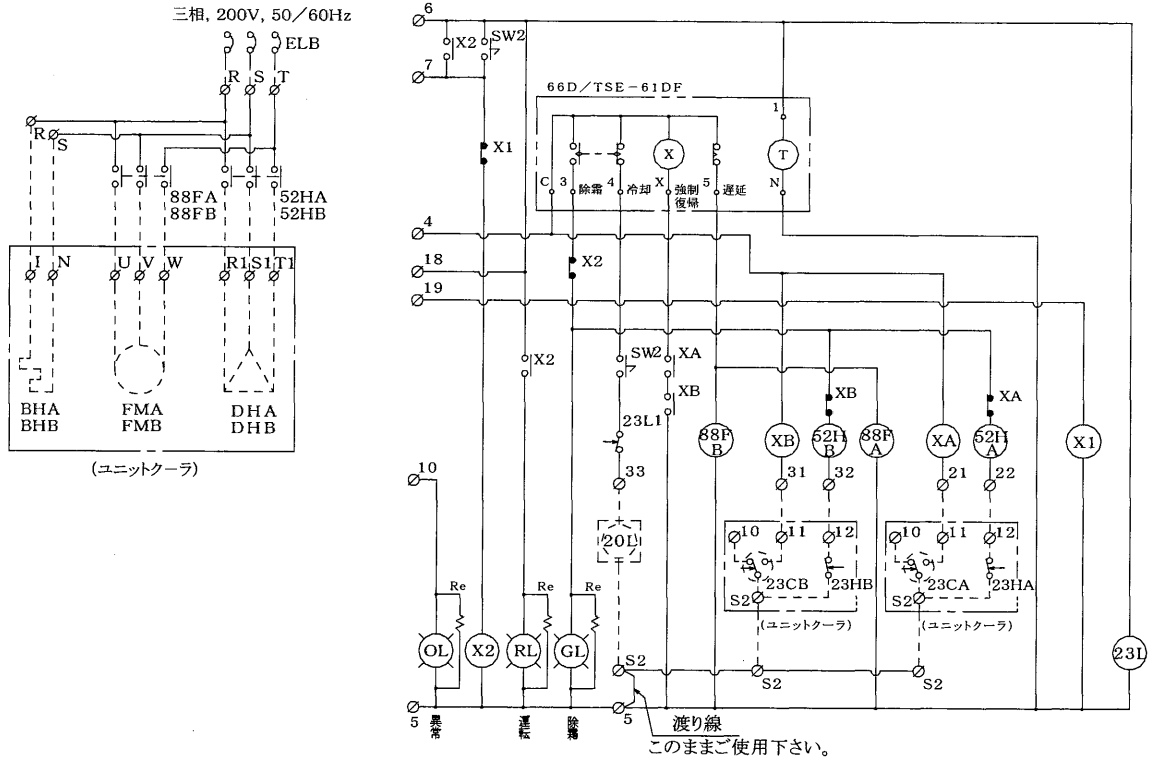 三相, 200V, 50/60Hz
ELB
R S T
R
S
88FA
88FB
52HA
52HB
I N U V W R1 S1 T1
BHA
BHB
FMA
FMB
DHA
DHB
(ユニットクーラ)
6
X2 SW2
7
66D/TSE-61DF
1
X1
X T
C 3 除霜 4 冷却 X 強制 5 遅延 N
復帰
4
18
X2
19
X2 SW2 XA
XB
XB XA
23L1
88F
B
XB
52H
B
88F
A
XA
52H
A
X1
10
33 31 32 21 22
20L
10 11 12 10 11 12
23CB 23HB 23CA 23HA
S2 S2
(ユニットクーラ) (ユニットクーラ)
Re Re Re
OL X2 RL GL
23L
S2 S2 S2
5 異常 運転 除霜 5
渡り線
このままご使用下さい。